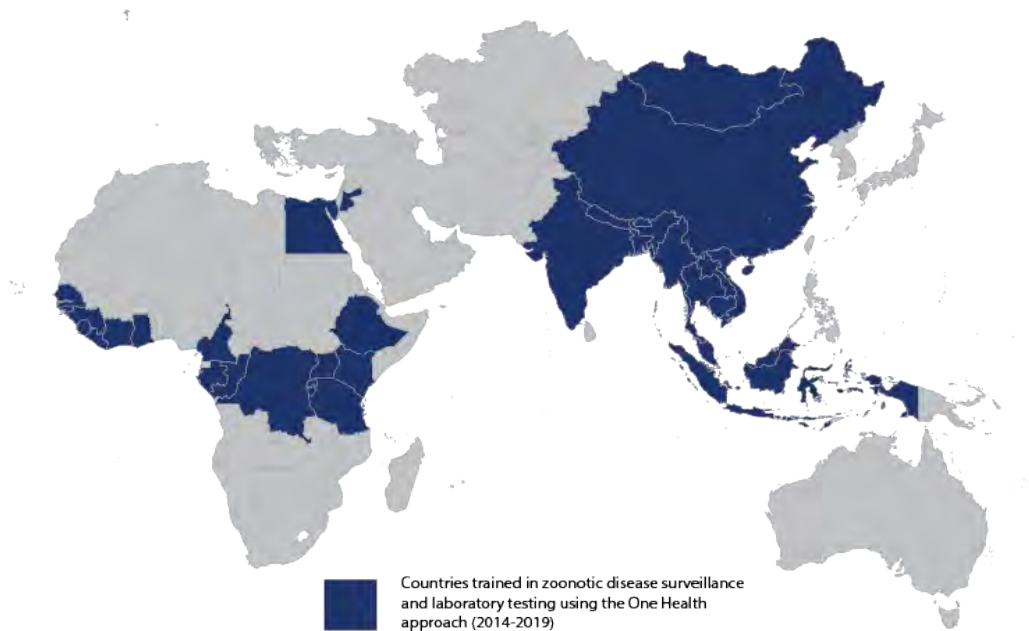 Countries trained in zoonotic disease surveillance
and laboratory testing using the One Health
approach (2014-2019)